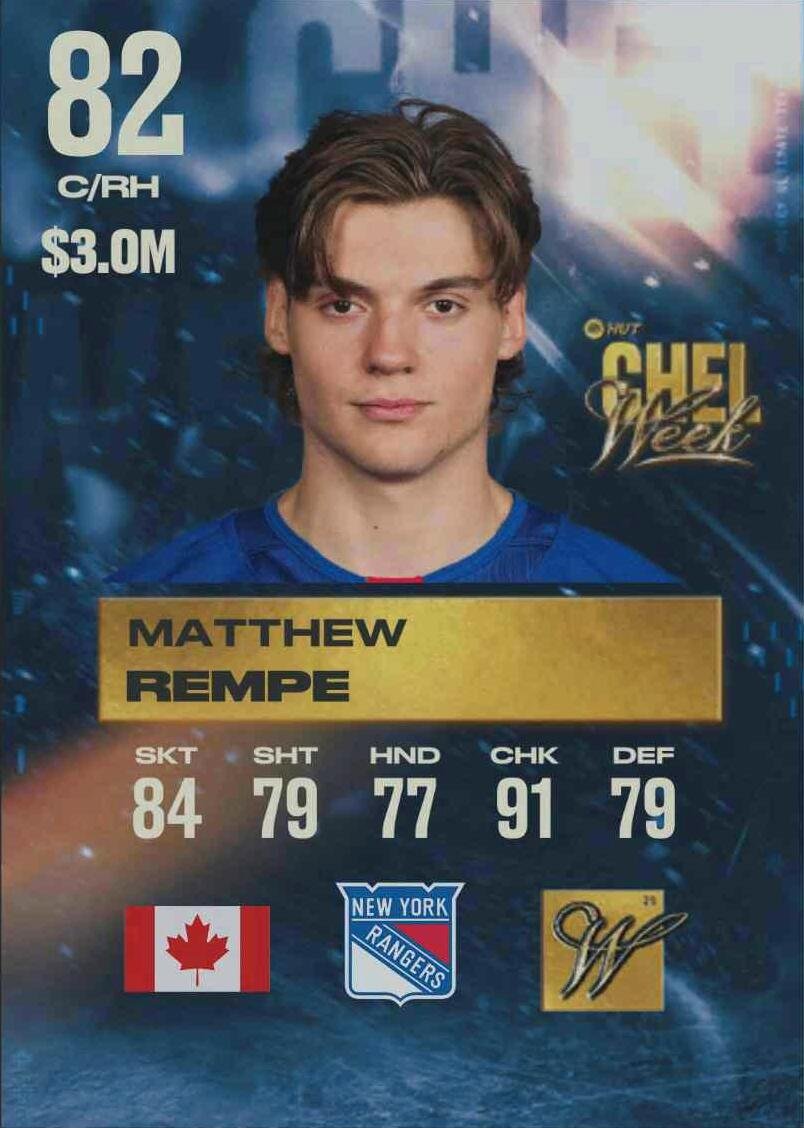 82
C/RH
$3.0M
HUT
CHEL
Week
MATTHEW
REMPE
SKT SHT HND CHK DEF
84 79 77 91 79
NEW YORK
RANGERS
W